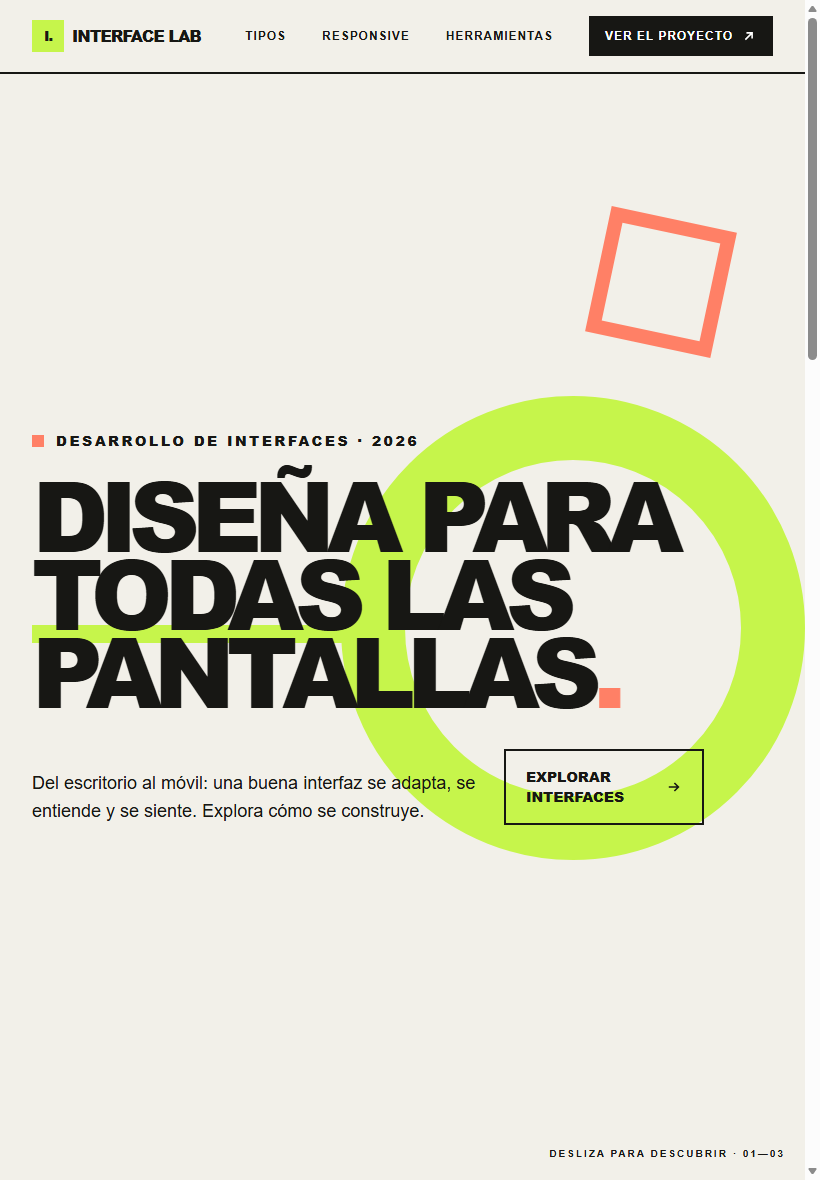 I. INTERFACE LAB TIPOS RESPONSIVE HERRAMIENTAS VER EL PROYECTO ↗
DESARROLLO DE INTERFACES · 2026
DISEÑA PARA
TODAS LAS
PANTALLAS.
Del escritorio al móvil: una buena interfaz se adapta, se
entiende y se siente. Explora cómo se construye.
EXPLORAR
INTERFACES →
DESLIZA PARA DESCUBRIR · 01—03